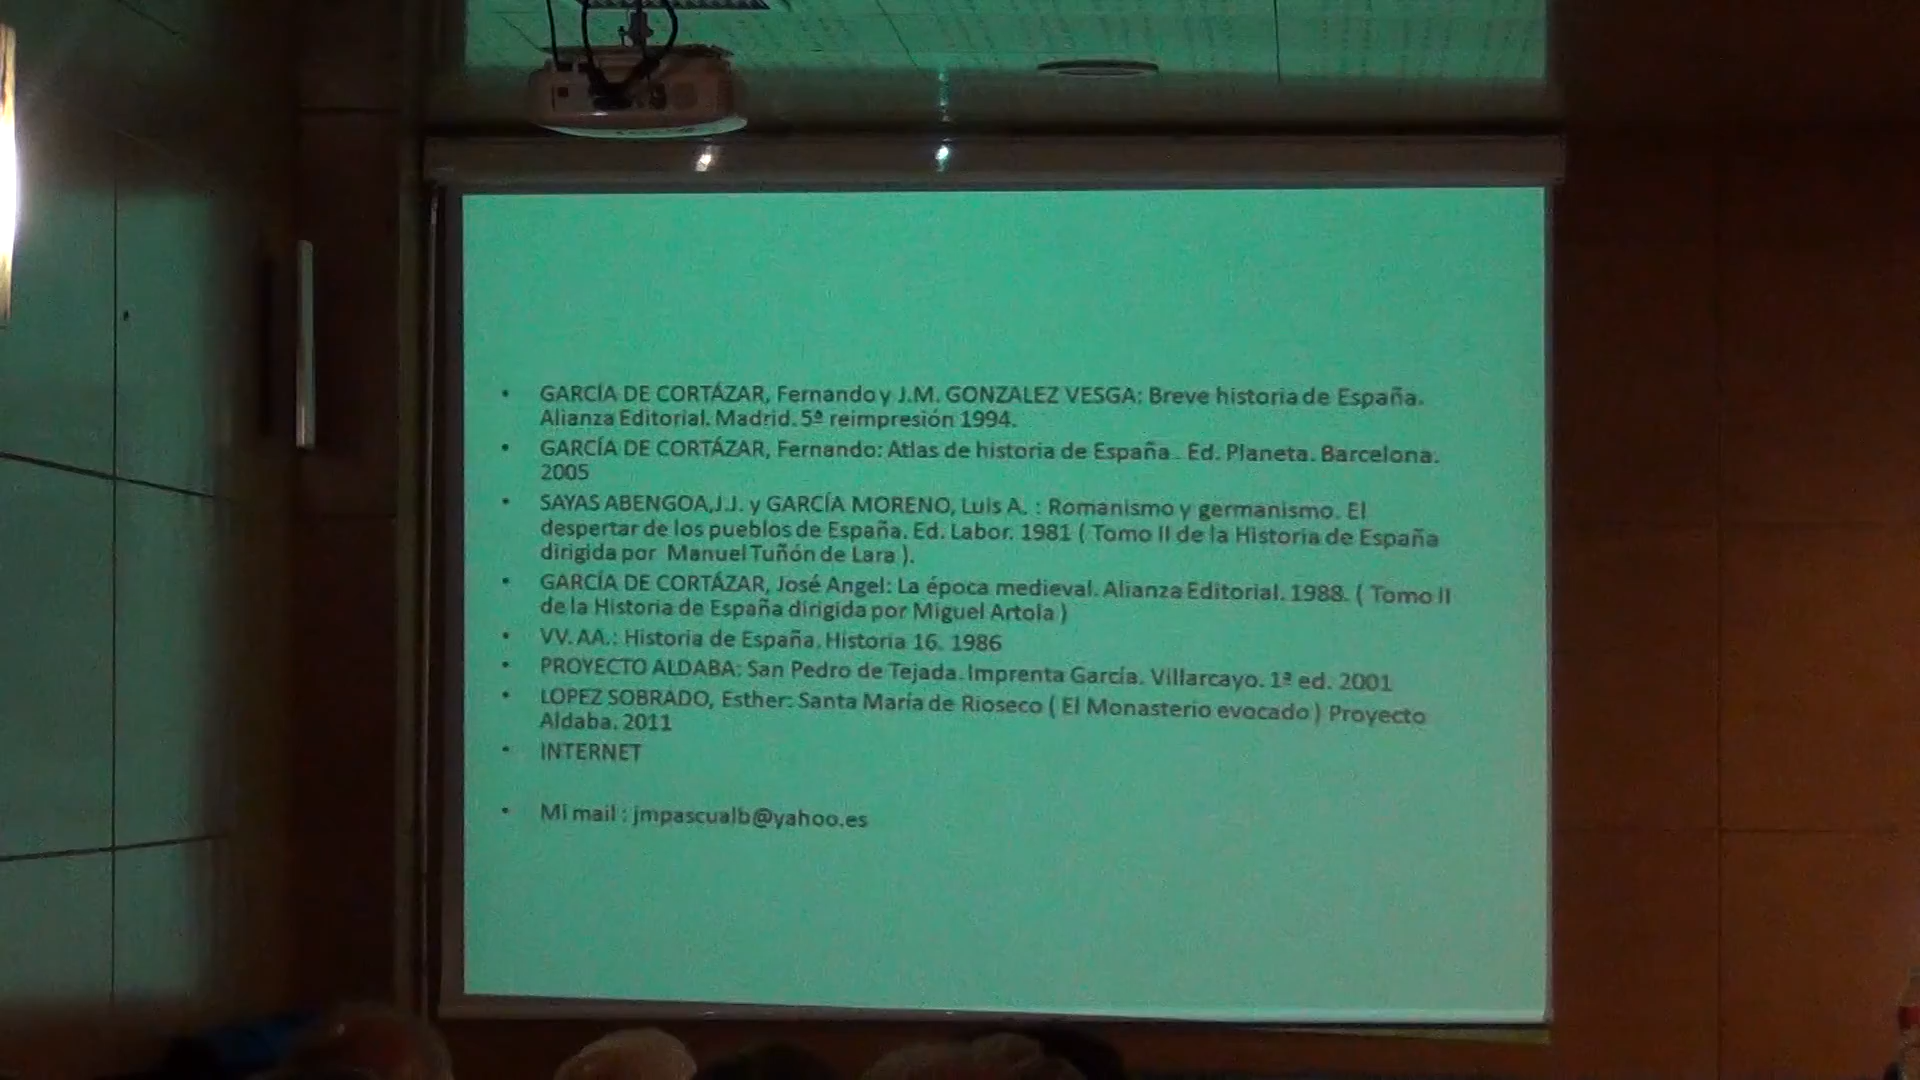 • GARCÍA DE CORTÁZAR, Fernando y J.M. GONZALEZ VESGA: Breve historia de España.
Alianza Editorial. Madrid. 5ª reimpresión 1994.
• GARCÍA DE CORTÁZAR, Fernando: Atlas de historia de España . Ed. Planeta. Barcelona.
2005
• SAYAS ABENGOA,J.J. y GARCÍA MORENO, Luis A. : Romanismo y germanismo. El
despertar de los pueblos de España. Ed. Labor. 1981 ( Tomo II de la Historia de España
dirigida por Manuel Tuñón de Lara ).
• GARCÍA DE CORTÁZAR, José Angel: La época medieval. Alianza Editorial. 1988. ( Tomo II
de la Historia de España dirigida por Miguel Artola )
• VV. AA.: Historia de España. Historia 16. 1986
• PROYECTO ALDABA: San Pedro de Tejada. Imprenta García. Villarcayo. 1ª ed. 2001
• LOPEZ SOBRADO, Esther: Santa María de Rioseco ( El Monasterio evocado ) Proyecto
Aldaba. 2011
• INTERNET
• Mi mail : jmpascualb@yahoo.es